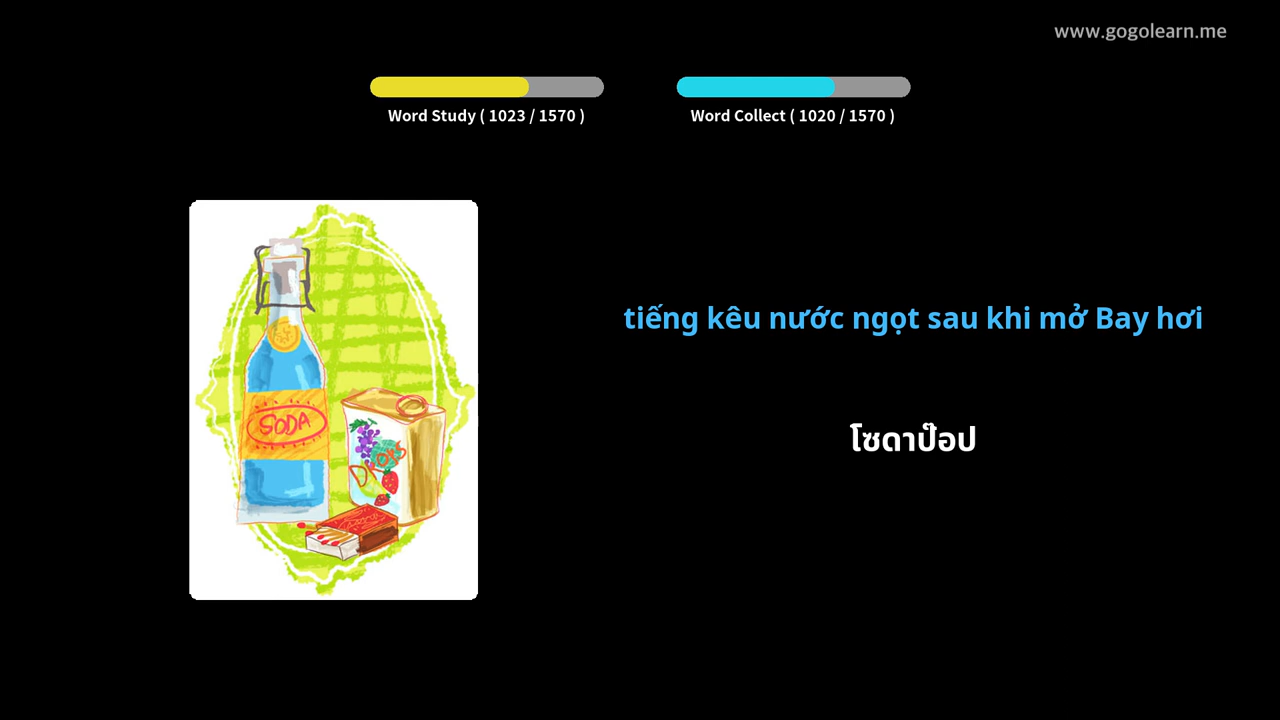 www.gogolearn.me
Word Study ( 1023 / 1570 )
Word Collect ( 1020 / 1570 )
SODA
tiếng kêu nước ngọt sau khi mở Bay hơi
โซดาป๊อป